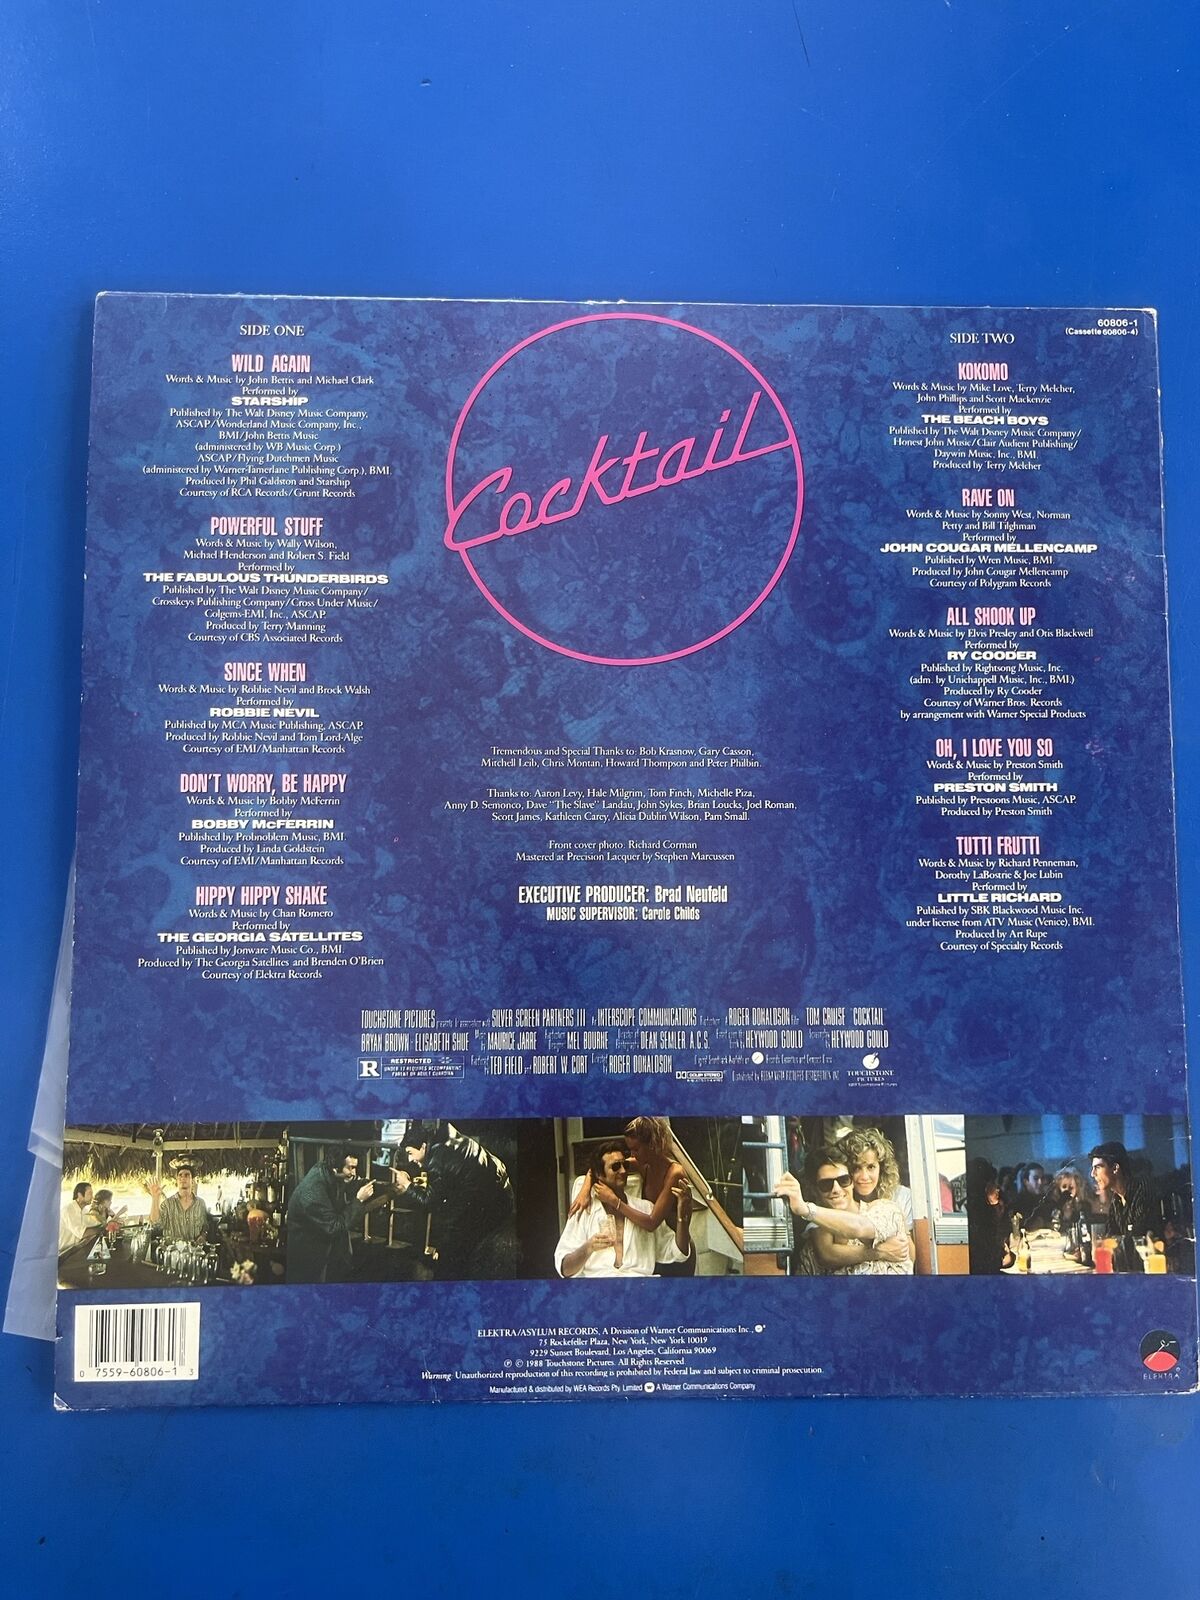 SIDE ONE
WILD AGAIN
Words & Music by John Bettis and Michael Clark
Performed by
STARSHIP
Published by The Walt Disney Music Company,
ASCAP/Wonderland Music Company, Inc.,
BMI/John Bettis Music
(administered by WB Music Corp.)
ASCAP/Flying Dutchmen Music
(administered by Warner-Tamerlane Publishing Corp.), BMI.
Produced by Phil Galdston and Starship
Courtesy of RCA Records/Grunt Records
POWERFUL STUFF
Words & Music by Wally Wilson,
Michael Henderson and Robert S. Field
Performed by
THE FABULOUS THUNDERBIRDS
Published by The Walt Disney Music Company/
Crosskeys Publishing Company/Cross Under Music/
Colgems-EMI, Inc., ASCAP.
Produced by Terry Manning
Courtesy of CBS Associated Records
SINCE WHEN
Words & Music by Robbie Nevil and Brock Walsh
Performed by
ROBBIE NEVIL
Published by MCA Music Publishing, ASCAP.
Produced by Robbie Nevil and Tom Lord-Alge
Courtesy of EMI/Manhattan Records
DON'T WORRY, BE HAPPY
Words & Music by Bobby McFerrin
Performed by
BOBBY McFERRIN
Published by Probnoblem Music, BMI.
Produced by Linda Goldstein
Courtesy of EMI/Manhattan Records
HIPPY HIPPY SHAKE
Words & Music by Chan Romero
Performed by
THE GEORGIA SATELLITES
Published by Jonware Music Co., BMI.
Produced by The Georgia Satellites and Brenden O'Brien
Courtesy of Elektra Records
Cocktail
Tremendous and Special Thanks to: Bob Krasnow, Gary Casson,
Mitchell Leib, Chris Montan, Howard Thompson and Peter Philbin.
Thanks to: Aaron Levy, Hale Milgrim, Tom Finch, Michelle Piza,
Anny D. Semonco, Dave "The Slave" Landau, John Sykes, Brian Loucks, Joel Roman,
Scott James, Kathleen Carey, Alicia Dublin Wilson, Pam Small.
Front cover photo: Richard Corman
Mastered at Precision Lacquer by Stephen Marcussen
EXECUTIVE PRODUCER: Brad Neufeld
MUSIC SUPERVISOR: Carole Childs
60806-1
(Cassette 60806-4)
SIDE TWO
KOKOMO
Words & Music by Mike Love, Terry Melcher,
John Phillips and Scott Mackenzie
Performed by
THE BEACH BOYS
Published by The Walt Disney Music Company/
Honest John Music/Clair Audient Publishing/
Daywin Music, Inc., BMI.
Produced by Terry Melcher
RAVE ON
Words & Music by Sonny West, Norman
Petty and Bill Tilghman
Performed by
JOHN COUGAR MELLENCAMP
Published by Wren Music, BMI.
Produced by John Cougar Mellencamp
Courtesy of Polygram Records
ALL SHOOK UP
Words & Music by Elvis Presley and Otis Blackwell
Performed by
RY COODER
Published by Rightsong Music, Inc.
(adm. by Unichappell Music, Inc., BMI.)
Produced by Ry Cooder
Courtesy of Warner Bros. Records
by arrangement with Warner Special Products
OH, I LOVE YOU SO
Words & Music by Preston Smith
Performed by
PRESTON SMITH
Published by Prestoons Music, ASCAP.
Produced by Preston Smith
TUTTI FRUTTI
Words & Music by Richard Penneman,
Dorothy LaBostrie & Joe Lubin
Performed by
LITTLE RICHARD
Published by SBK Blackwood Music Inc.
under license from ATV Music (Venice), BMI.
Produced by Art Rupe
Courtesy of Specialty Records
TOUCHSTONE PICTURES SILVER SCREEN PARTNERS III INTERSCOPE COMMUNICATIONS ROGER DONALDSON TOM CRUISE "COCKTAIL"
BRYAN BROWN ELISABETH SHUE MAURICE JARRE MEL BOURNE DEAN SEMLER A.C.S. HEYWOOD GOULD HEYWOOD GOULD
R RESTRICTED TED FIELD ROBERT W. CORT ROGER DONALDSON DOLBY STEREO
UNDER 17 REQUIRES ACCOMPANYING
PARENT OR ADULT GUARDIAN
TOUCHSTONE
PICTURES
ELEKTRA/ASYLUM RECORDS, A Division of Warner Communications Inc.,
75 Rockefeller Plaza, New York, New York 10019
9229 Sunset Boulevard, Los Angeles, California 90069
℗ © 1988 Touchstone Pictures. All Rights Reserved.
Warning: Unauthorized reproduction of this recording is prohibited by Federal law and subject to criminal prosecution.
Manufactured & distributed by WEA Records Pty. Limited A Warner Communications Company
0 7559-60806-1 3
ELEKTRA